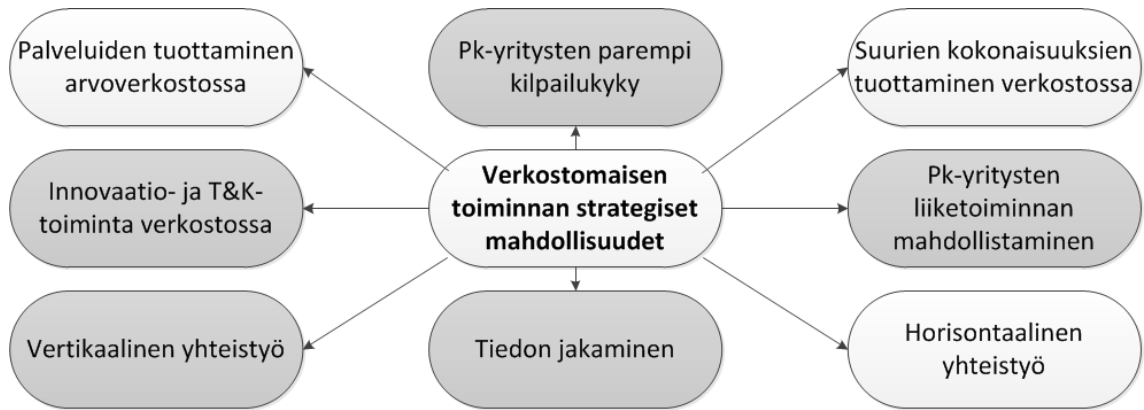 Palveluiden tuottaminen
arvoverkostossa
Pk-yritysten parempi
kilpailukyky
Suurien kokonaisuuksien
tuottaminen verkostossa
Innovaatio- ja T&K-
toiminta verkostossa
Verkostomaisen
toiminnan strategiset
mahdollisuudet
Pk-yritysten
liiketoiminnan
mahdollistaminen
Vertikaalinen yhteistyö
Tiedon jakaminen
Horisontaalinen
yhteistyö